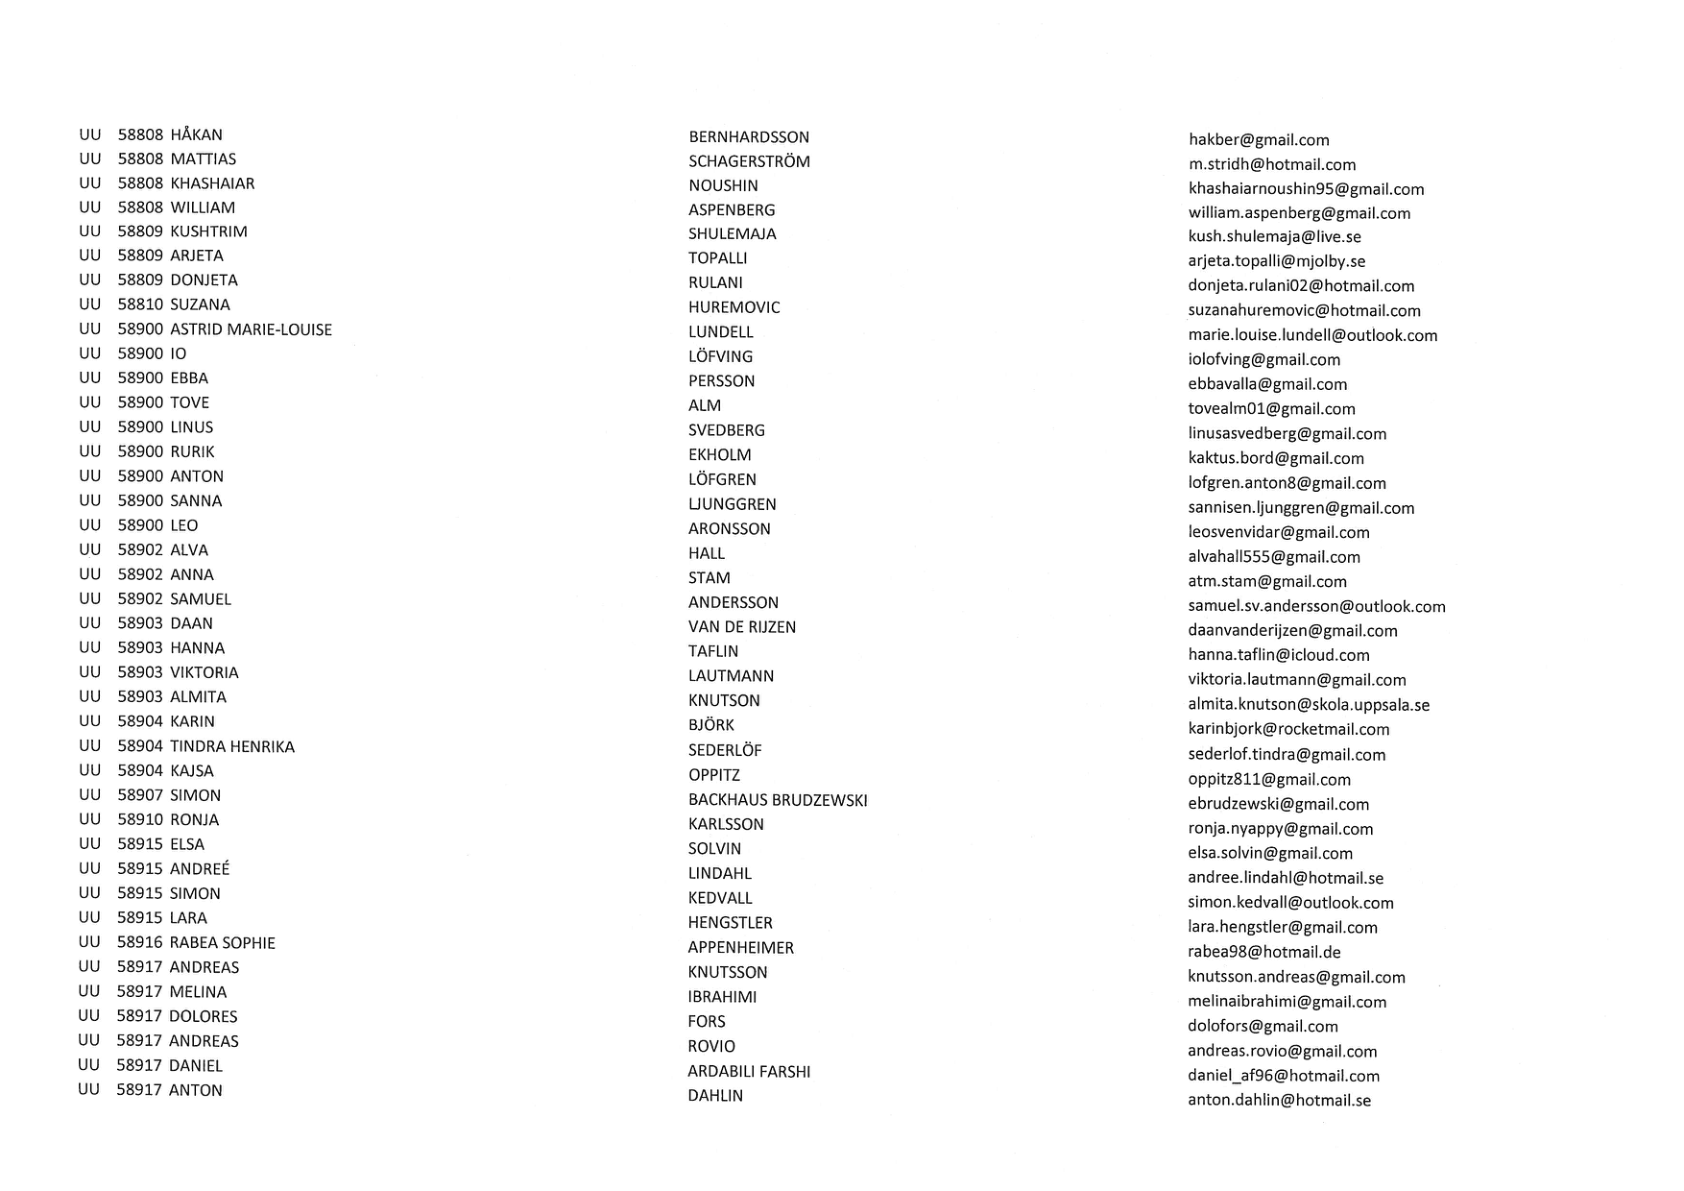 UU 58808 HÅKAN BERNHARDSSON hakber@gmail.com
UU 58808 MATTIAS SCHAGERSTRÖM m.stridh@hotmail.com
UU 58808 KHASHAIAR NOUSHIN khashaiarnoushin95@gmail.com
UU 58808 WILLIAM ASPENBERG william.aspenberg@gmail.com
UU 58809 KUSHTRIM SHULEMAJA kush.shulemaja@live.se
UU 58809 ARJETA TOPALLI arjeta.topalli@mjolby.se
UU 58809 DONJETA RULANI donjeta.rulani02@hotmail.com
UU 58810 SUZANA HUREMOVIC suzanahuremovic@hotmail.com
UU 58900 ASTRID MARIE-LOUISE LUNDELL marie.louise.lundell@outlook.com
UU 58900 IO LÖFVING iolofving@gmail.com
UU 58900 EBBA PERSSON ebbavalla@gmail.com
UU 58900 TOVE ALM tovealm01@gmail.com
UU 58900 LINUS SVEDBERG linusasvedberg@gmail.com
UU 58900 RURIK EKHOLM kaktus.bord@gmail.com
UU 58900 ANTON LÖFGREN lofgren.anton8@gmail.com
UU 58900 SANNA LJUNGGREN sannisen.ljunggren@gmail.com
UU 58900 LEO ARONSSON leosvenvidar@gmail.com
UU 58902 ALVA HALL alvahall555@gmail.com
UU 58902 ANNA STAM atm.stam@gmail.com
UU 58902 SAMUEL ANDERSSON samuel.sv.andersson@outlook.com
UU 58903 DAAN VAN DE RIJZEN daanvanderijzen@gmail.com
UU 58903 HANNA TAFLIN hanna.taflin@icloud.com
UU 58903 VIKTORIA LAUTMANN viktoria.lautmann@gmail.com
UU 58903 ALMITA KNUTSON almita.knutson@skola.uppsala.se
UU 58904 KARIN BJÖRK karinbjork@rocketmail.com
UU 58904 TINDRA HENRIKA SEDERLÖF sederlof.tindra@gmail.com
UU 58904 KAJSA OPPITZ oppitz811@gmail.com
UU 58907 SIMON BACKHAUS BRUDZEWSKI ebrudzewski@gmail.com
UU 58910 RONJA KARLSSON ronja.nyappy@gmail.com
UU 58915 ELSA SOLVIN elsa.solvin@gmail.com
UU 58915 ANDREÉ LINDAHL andree.lindahl@hotmail.se
UU 58915 SIMON KEDVALL simon.kedvall@outlook.com
UU 58915 LARA HENGSTLER lara.hengstler@gmail.com
UU 58916 RABEA SOPHIE APPENHEIMER rabea98@hotmail.de
UU 58917 ANDREAS KNUTSSON knutsson.andreas@gmail.com
UU 58917 MELINA IBRAHIMI melinaibrahimi@gmail.com
UU 58917 DOLORES FORS dolofors@gmail.com
UU 58917 ANDREAS ROVIO andreas.rovio@gmail.com
UU 58917 DANIEL ARDABILI FARSHI daniel_af96@hotmail.com
UU 58917 ANTON DAHLIN anton.dahlin@hotmail.se